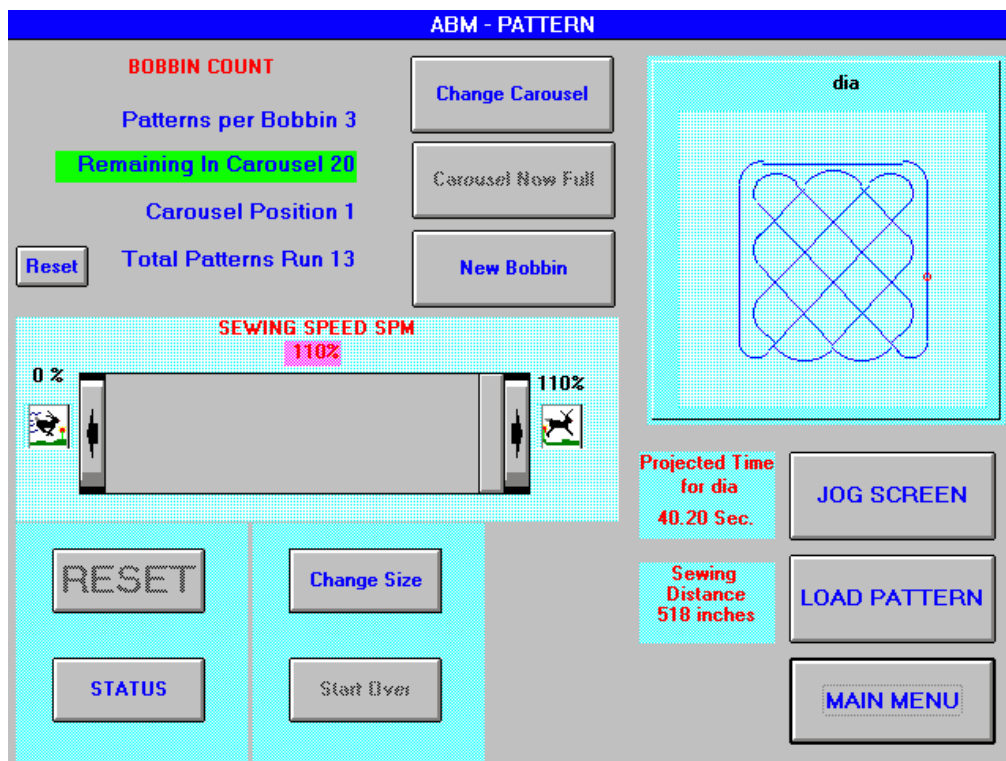 ABM - PATTERN
BOBBIN COUNT
Patterns per Bobbin 3
Remaining In Carousel 20
Carousel Position 1
Reset
Total Patterns Run 13
Change Carousel
Carousel Now Full
New Bobbin
dia
SEWING SPEED SPM
110%
0 %
110%
Projected Time
for dia
40.20 Sec.
JOG SCREEN
Sewing
Distance
518 inches
LOAD PATTERN
RESET
Change Size
STATUS
Start Over
MAIN MENU